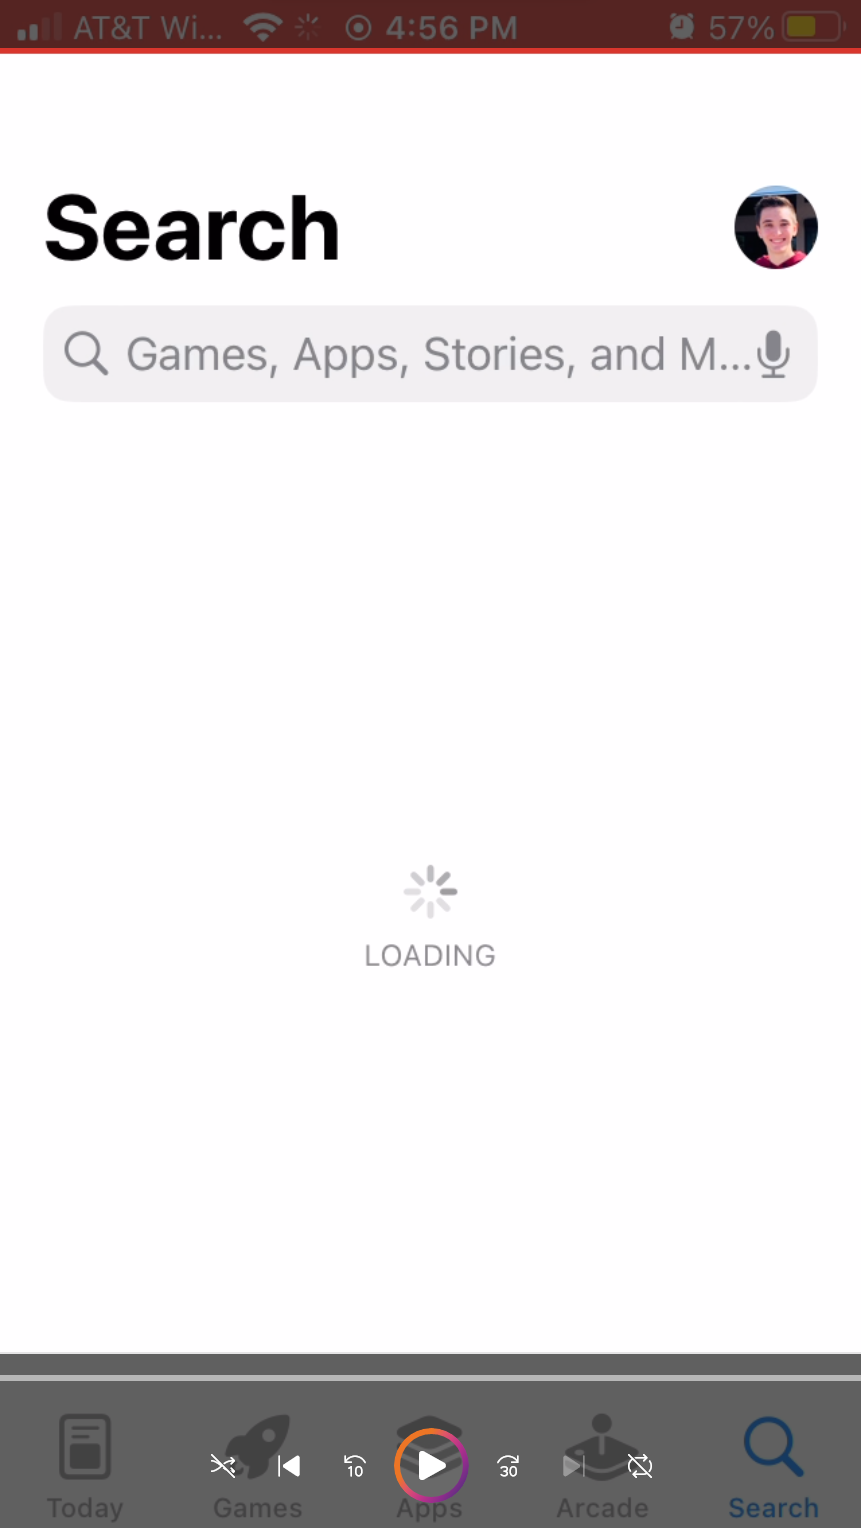 AT&T Wi... 4:56 PM 57%
Search
Games, Apps, Stories, and M...
LOADING
10 30
Today Games Apps Arcade Search